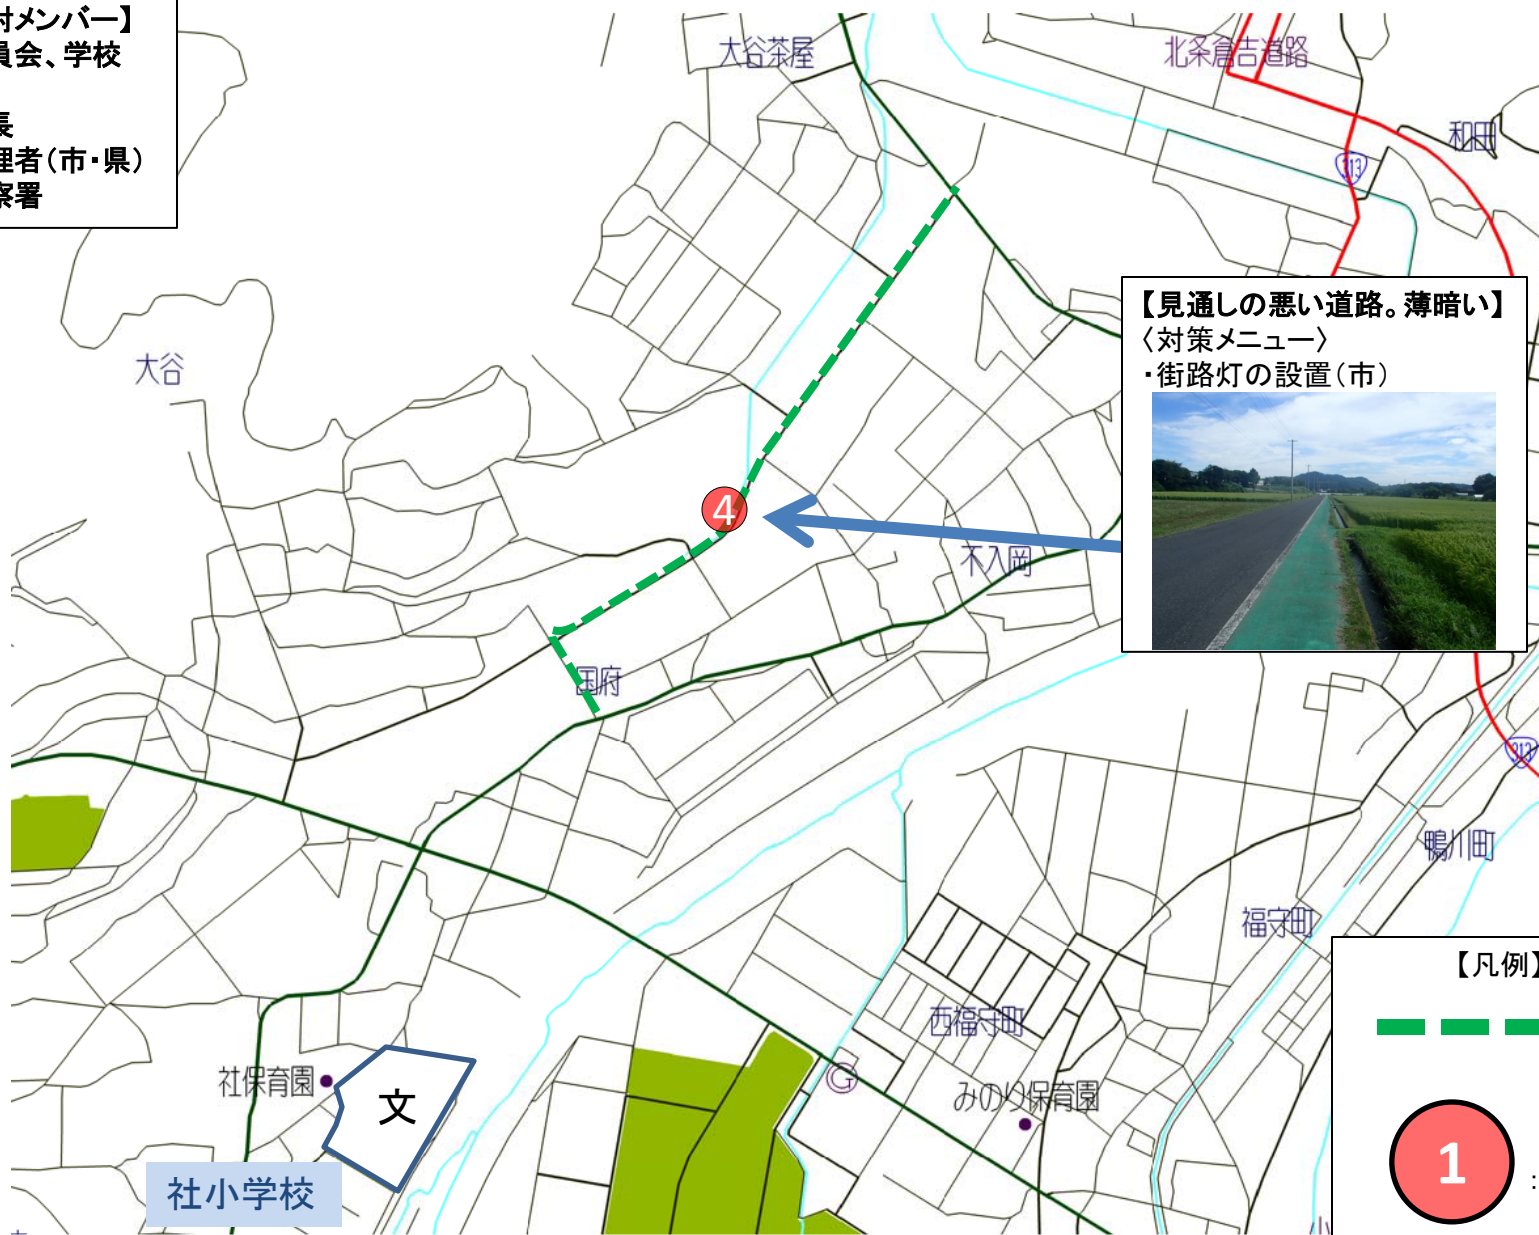 討メンバー】
員会、学校
長
理者(市・県)
察署
大谷茶屋
北条倉吉道路
和田
313
【見通しの悪い道路。薄暗い】
〈対策メニュー〉
・街路灯の設置(市)
大谷
4
不入岡
国府
313
鴨川町
福守町
【凡例】
西福守町
G
社保育園
みのり保育園
文
1
:
社小学校
小